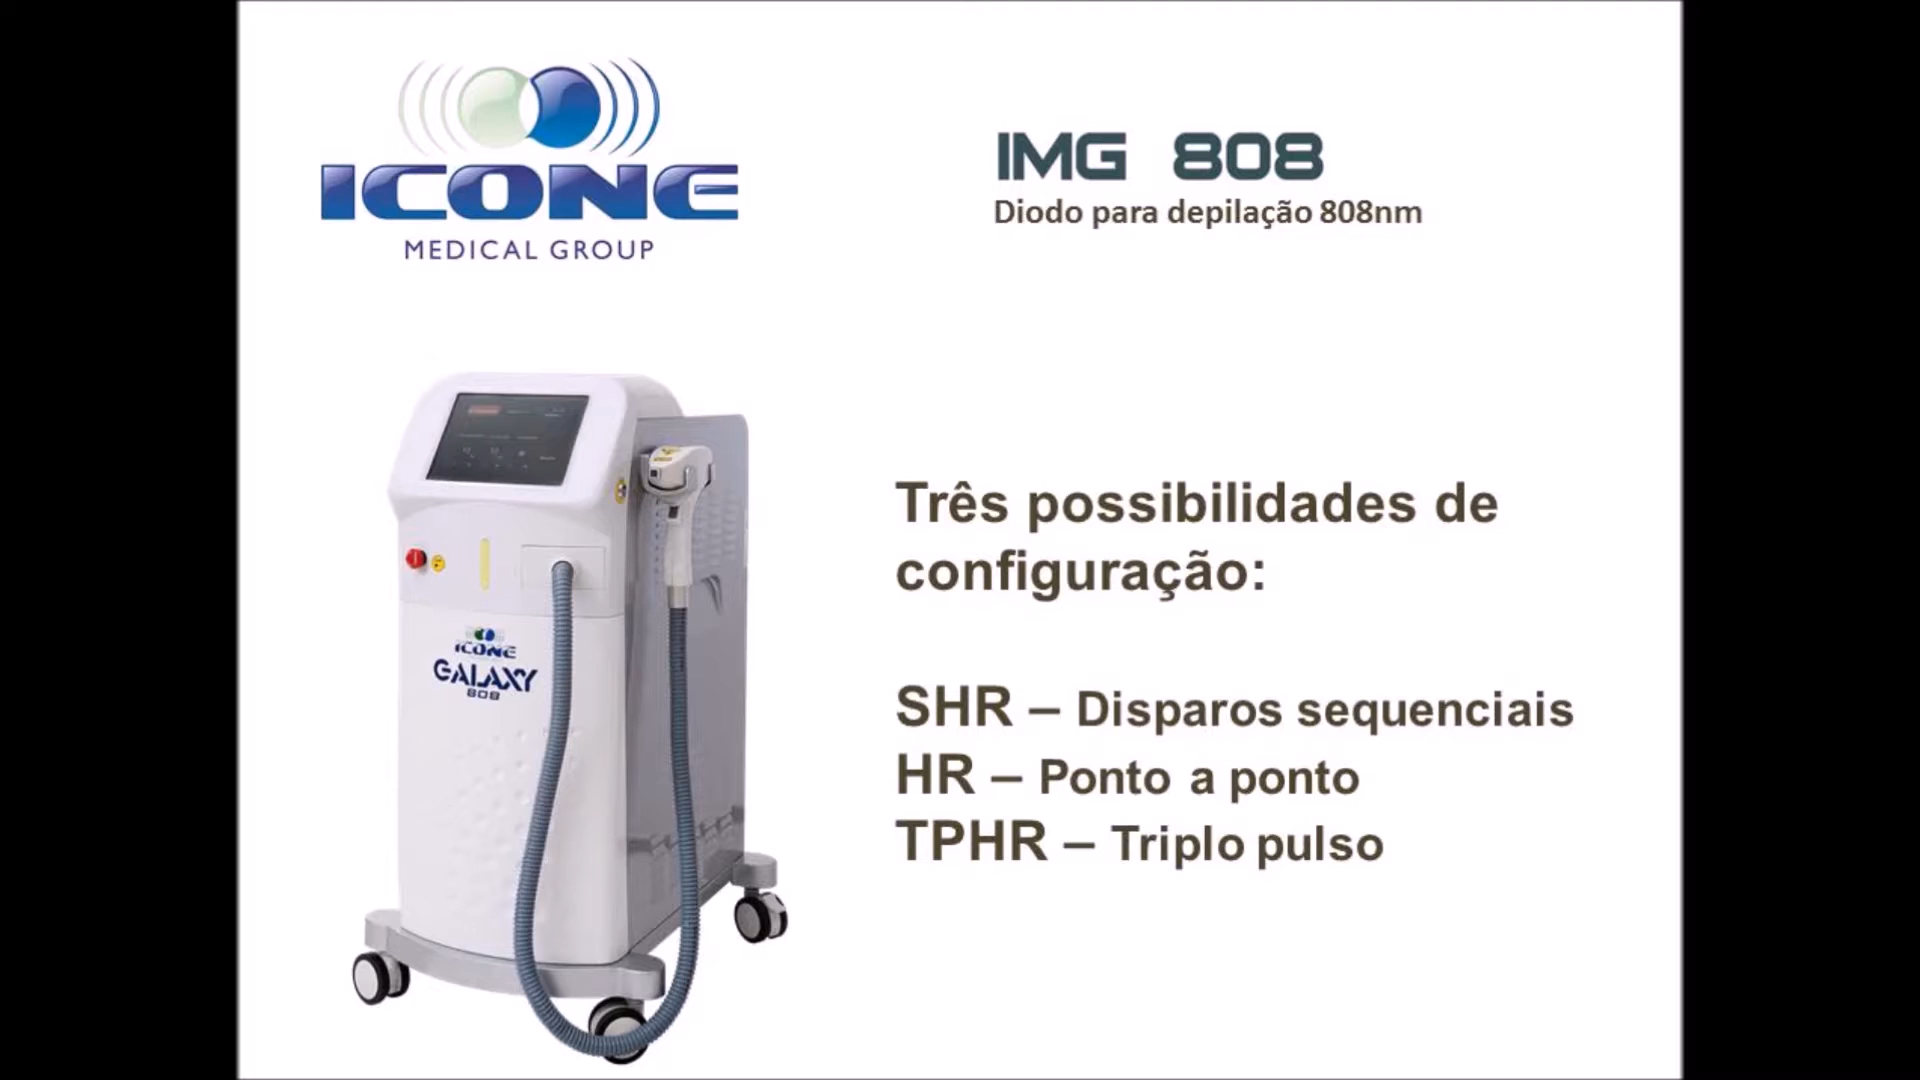 ICONE
MEDICAL GROUP
IMG 808
Diodo para depilação 808nm
Três possibilidades de
configuração:
SHR – Disparos sequenciais
HR – Ponto a ponto
TPHR – Triplo pulso
ICONE
GALAXY
808